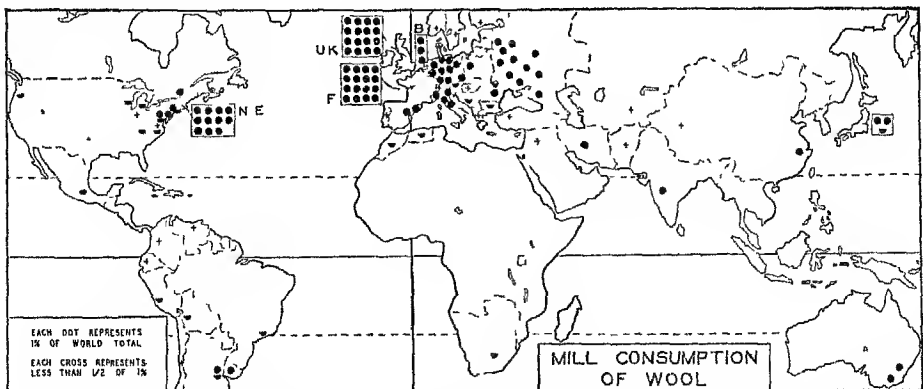 B
UK
F
NE
EACH DOT REPRESENTS
1% OF WORLD TOTAL
EACH CROSS REPRESENTS
LESS THAN 1/2 OF 1%
MILL CONSUMPTION
OF WOOL